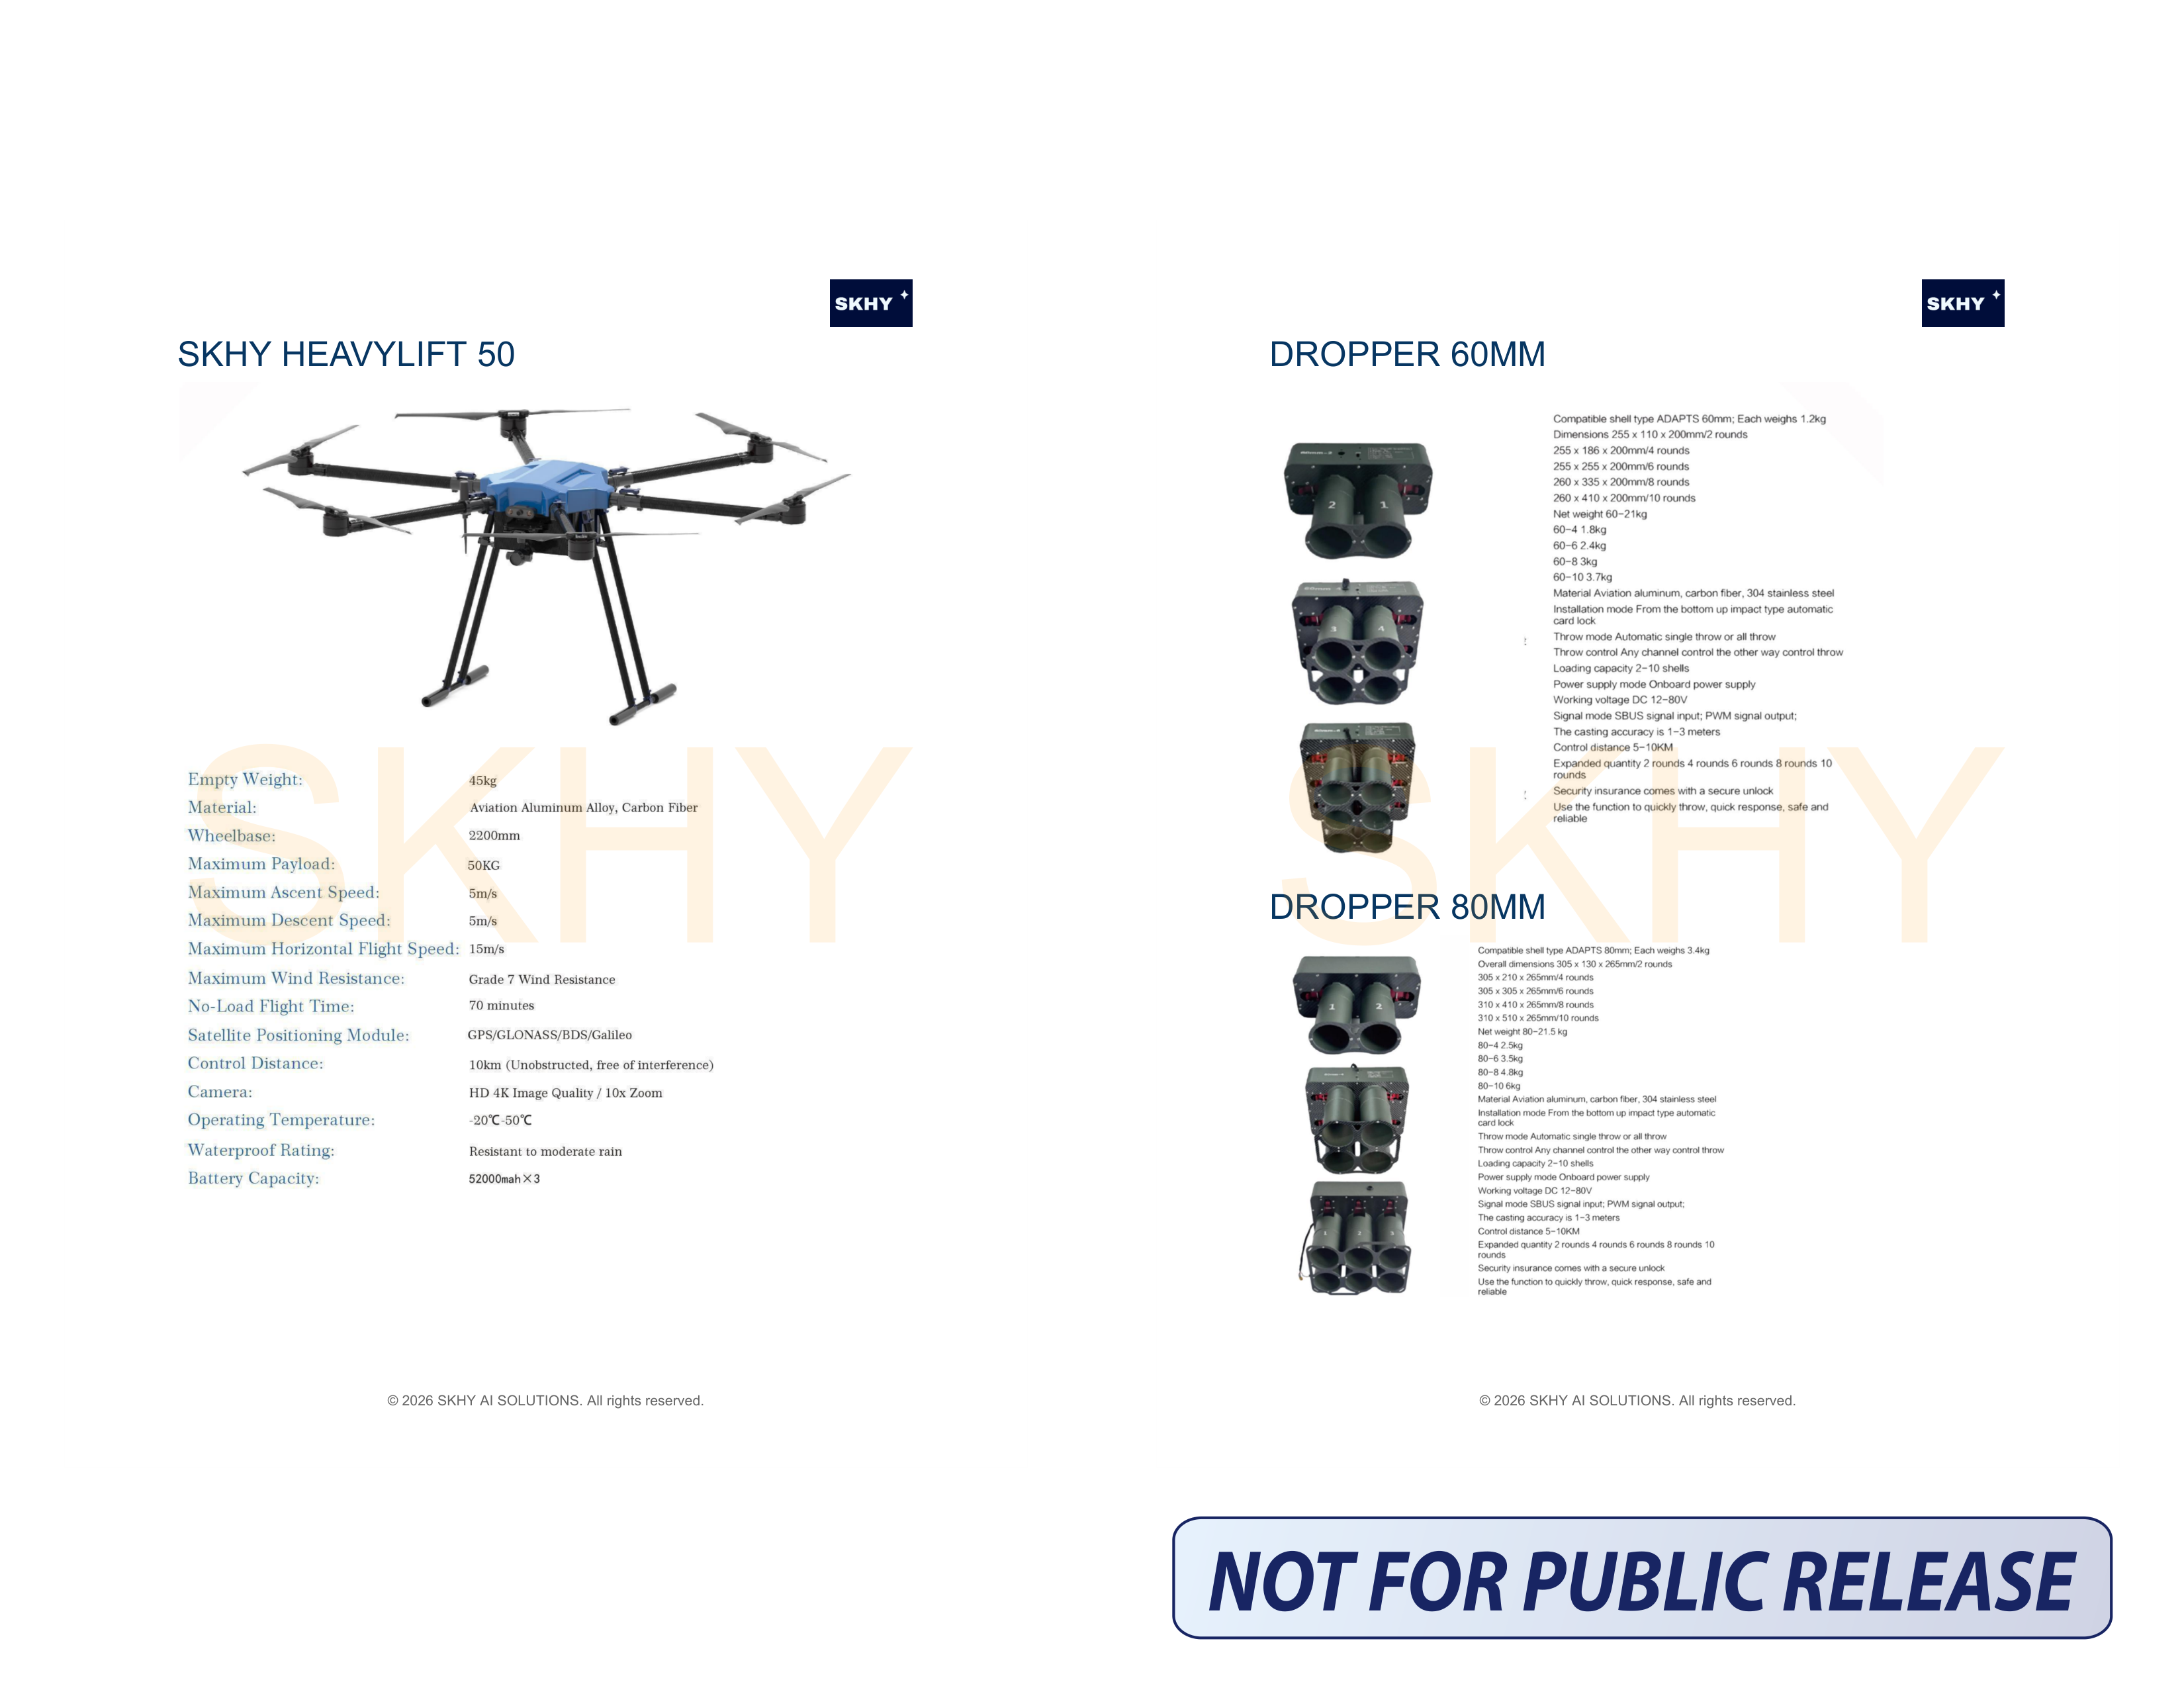 SKHY
SKHY HEAVYLIFT 50
SKHY
Empty Weight: 45kg
Material: Aviation Aluminum Alloy, Carbon Fiber
Wheelbase: 2200mm
Maximum Payload: 50KG
Maximum Ascent Speed: 5m/s
Maximum Descent Speed: 5m/s
Maximum Horizontal Flight Speed: 15m/s
Maximum Wind Resistance: Grade 7 Wind Resistance
No-Load Flight Time: 70 minutes
Satellite Positioning Module: GPS/GLONASS/BDS/Galileo
Control Distance: 10km (Unobstructed, free of interference)
Camera: HD 4K Image Quality / 10x Zoom
Operating Temperature: -20℃-50℃
Waterproof Rating: Resistant to moderate rain
Battery Capacity: 52000mah×3
© 2026 SKHY AI SOLUTIONS. All rights reserved.
SKHY
DROPPER 60MM
2 1
3 4
Compatible shell type ADAPTS 60mm; Each weighs 1.2kg
Dimensions 255 x 110 x 200mm/2 rounds
255 x 186 x 200mm/4 rounds
255 x 255 x 200mm/6 rounds
260 x 335 x 200mm/8 rounds
260 x 410 x 200mm/10 rounds
Net weight 60-21kg
60-4 1.8kg
60-6 2.4kg
60-8 3kg
60-10 3.7kg
Material Aviation aluminum, carbon fiber, 304 stainless steel
Installation mode From the bottom up impact type automatic
card lock
Throw mode Automatic single throw or all throw
Throw control Any channel control the other way control throw
Loading capacity 2-10 shells
Power supply mode Onboard power supply
Working voltage DC 12-80V
Signal mode SBUS signal input; PWM signal output;
The casting accuracy is 1-3 meters
Control distance 5-10KM
Expanded quantity 2 rounds 4 rounds 6 rounds 8 rounds 10
rounds
Security insurance comes with a secure unlock
Use the function to quickly throw, quick response, safe and
reliable
SKHY
DROPPER 80MM
1 2
1 2 3
Compatible shell type ADAPTS 80mm; Each weighs 3.4kg
Overall dimensions 305 x 130 x 265mm/2 rounds
305 x 210 x 265mm/4 rounds
305 x 305 x 265mm/6 rounds
310 x 410 x 265mm/8 rounds
310 x 510 x 265mm/10 rounds
Net weight 80-21.5 kg
80-4 2.5kg
80-6 3.5kg
80-8 4.8kg
80-10 6kg
Material Aviation aluminum, carbon fiber, 304 stainless steel
Installation mode From the bottom up impact type automatic
card lock
Throw mode Automatic single throw or all throw
Throw control Any channel control the other way control throw
Loading capacity 2-10 shells
Power supply mode Onboard power supply
Working voltage DC 12-80V
Signal mode SBUS signal input; PWM signal output;
The casting accuracy is 1-3 meters
Control distance 5-10KM
Expanded quantity 2 rounds 4 rounds 6 rounds 8 rounds 10
rounds
Security insurance comes with a secure unlock
Use the function to quickly throw, quick response, safe and
reliable
© 2026 SKHY AI SOLUTIONS. All rights reserved.
NOT FOR PUBLIC RELEASE